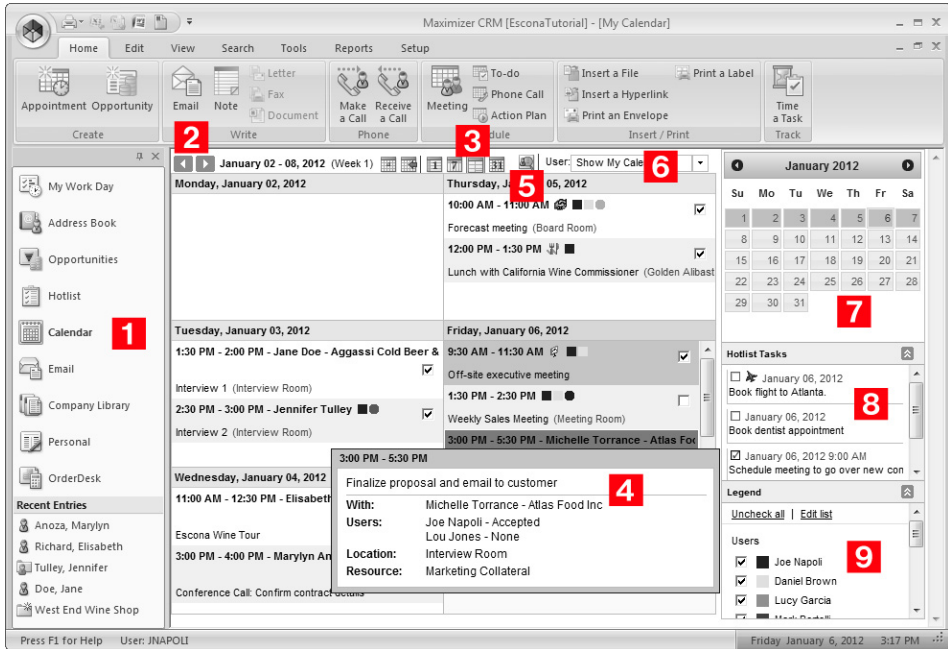 Maximizer CRM [EsconaTutorial] - [My Calendar]
Home Edit View Search Tools Reports Setup
Appointment Opportunity
Create
Email Note
Letter
Fax
Document
Write
Make a Call
Receive a Call
Phone
Meeting
To-do
Phone Call
Action Plan
dule
Insert a File
Insert a Hyperlink
Print an Envelope
Print a Label
Insert / Print
Time a Task
Track
My Work Day
Address Book
Opportunities
Hotlist
Calendar
1
Email
Company Library
Personal
OrderDesk
Recent Entries
Anoza, Marylyn
Richard, Elisabeth
Tulley, Jennifer
Doe, Jane
West End Wine Shop
2
3
January 02 - 08, 2012 (Week 1)
1 7 31
5
User: Show My Cale
6
Monday, January 02, 2012
Tuesday, January 03, 2012
1:30 PM - 2:00 PM - Jane Doe - Aggassi Cold Beer &
Interview 1 (Interview Room)
2:30 PM - 3:00 PM - Jennifer Tulley
Interview 2 (Interview Room)
Wednesday, January 04, 2012
11:00 AM - 12:30 PM - Elisabeth
Escona Wine Tour
3:00 PM - 4:00 PM - Marylyn An
Conference Call: Confirm contract details
Thursday, J 05, 2012
10:00 AM - 11:00 AM
Forecast meeting (Board Room)
12:00 PM - 1:30 PM
Lunch with California Wine Commissioner (Golden Alibast
Friday, January 06, 2012
9:30 AM - 11:30 AM
Off-site executive meeting
1:30 PM - 2:30 PM
Weekly Sales Meeting (Meeting Room)
3:00 PM - 5:30 PM - Michelle Torrance - Atlas Foo
3:00 PM - 5:30 PM
Finalize proposal and email to customer
4
With: Michelle Torrance - Atlas Food Inc
Users: Joe Napoli - Accepted
Lou Jones - None
Location: Interview Room
Resource: Marketing Collateral
January 2012
Su Mo Tu We Th Fr Sa
1 2 3 4 5 6 7
8 9 10 11 12 13 14
15 16 17 18 19 20 21
22 23 24 25 26 27 28
29 30 31
7
Hotlist Tasks
January 06, 2012
Book flight to Atlanta.
8
January 06, 2012
Book dentist appointment
January 06, 2012 9:00 AM
Schedule meeting to go over new con
Legend
Uncheck all | Edit list
Users
9
Joe Napoli
Daniel Brown
Lucy Garcia
Press F1 for Help User: JNAPOLI
Friday January 6, 2012 3:17 PM